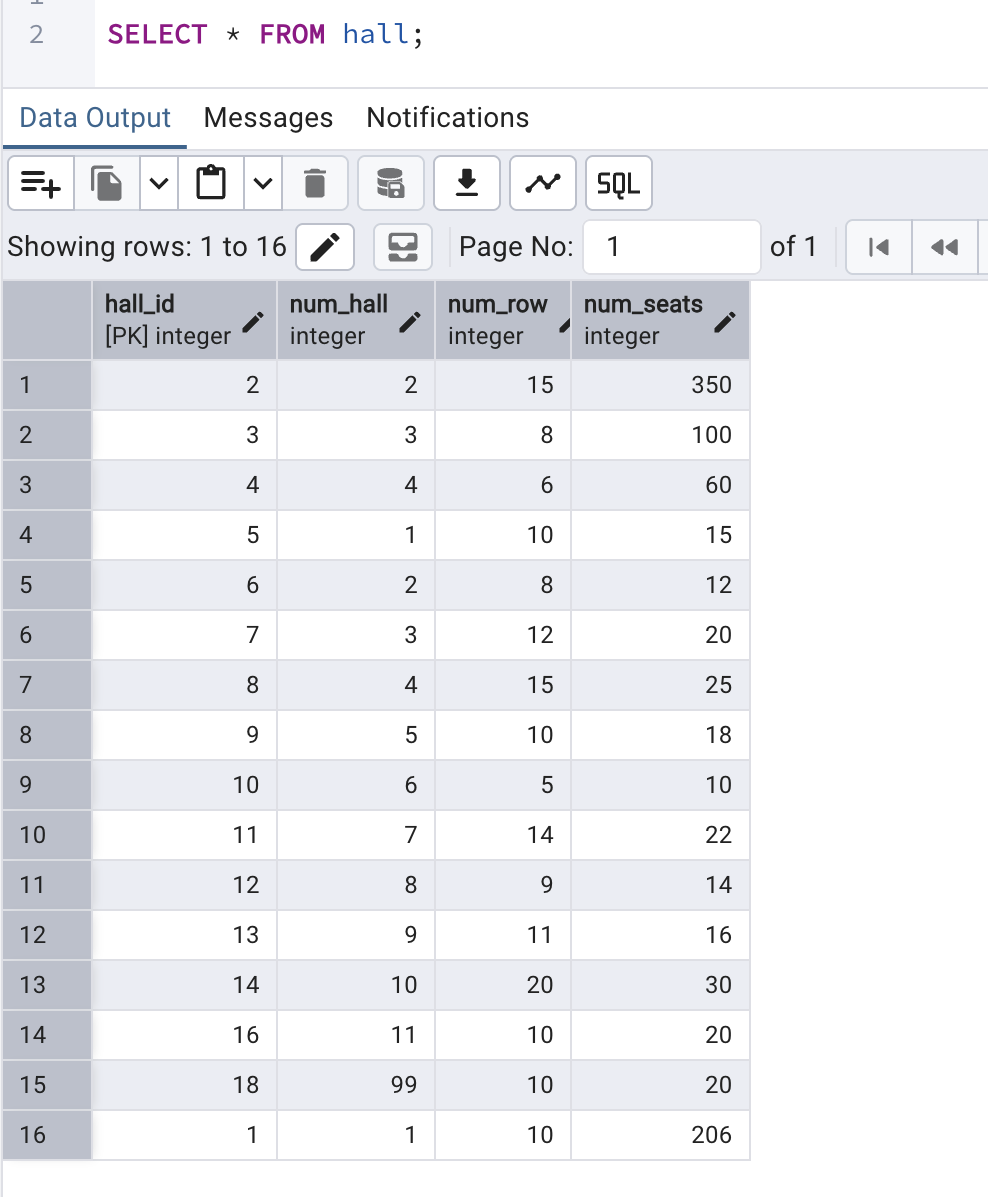 2 SELECT * FROM hall;
Data Output Messages Notifications
SQL
Showing rows: 1 to 16 Page No: 1 of 1
hall_id num_hall num_row num_seats
[PK] integer integer integer integer
1 2 2 15 350
2 3 3 8 100
3 4 4 6 60
4 5 1 10 15
5 6 2 8 12
6 7 3 12 20
7 8 4 15 25
8 9 5 10 18
9 10 6 5 10
10 11 7 14 22
11 12 8 9 14
12 13 9 11 16
13 14 10 20 30
14 16 11 10 20
15 18 99 10 20
16 1 1 10 206